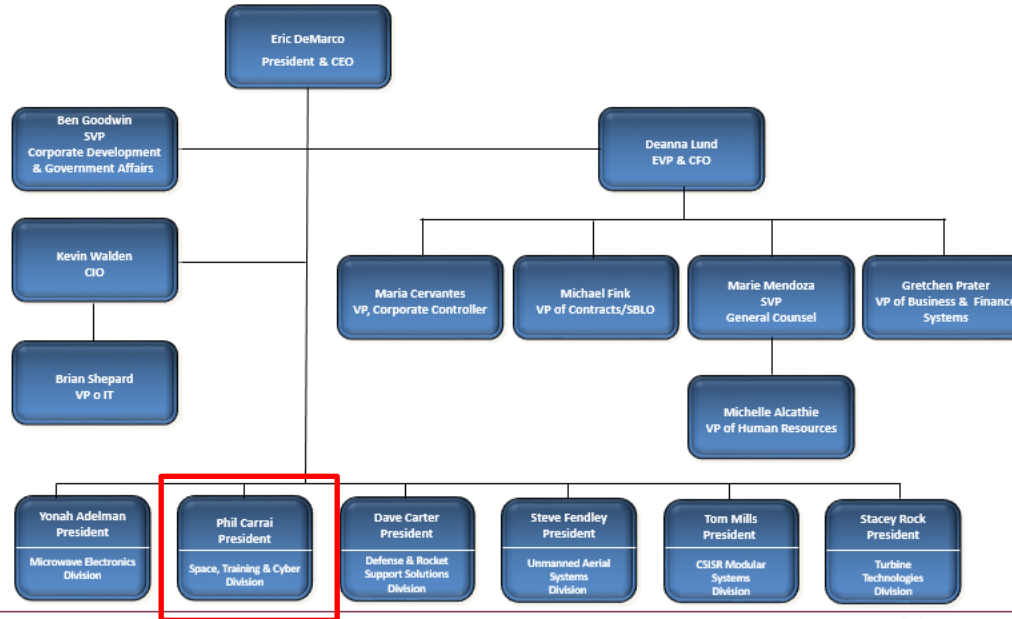 Eric DeMarco
President & CEO
Ben Goodwin
SVP
Corporate Development
& Government Affairs
Deanna Lund
EVP & CFO
Kevin Walden
CIO
Maria Cervantes
VP, Corporate Controller
Michael Fink
VP of Contracts/SBLO
Marie Mendoza
SVP
General Counsel
Gretchen Prater
VP of Business & Finance
Systems
Brian Shepard
VP o IT
Michelle Alcathie
VP of Human Resources
Yonah Adelman
President
Microwave Electronics
Division
Phil Carrai
President
Space, Training & Cyber
Division
Dave Carter
President
Defense & Rocket
Support Solutions
Division
Steve Fendley
President
Unmanned Aerial
Systems
Division
Tom Mills
President
C5ISR Modular
Systems
Division
Stacey Rock
President
Turbine
Technologies
Division